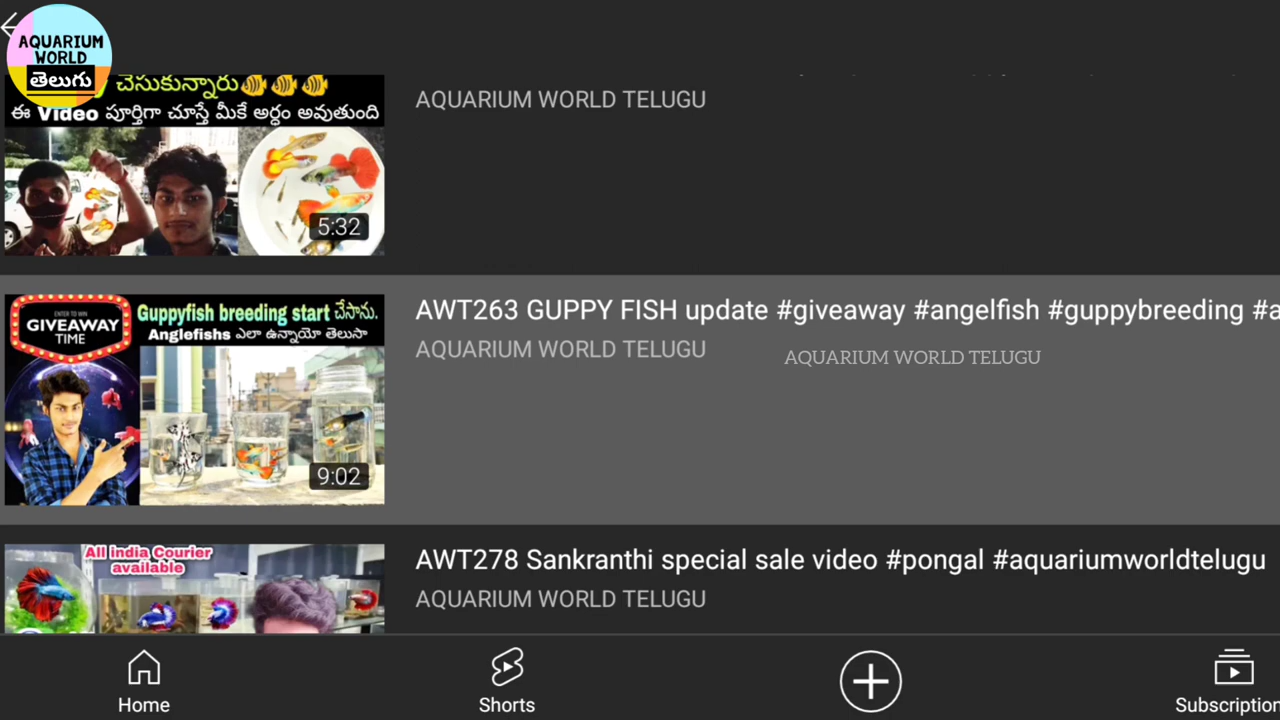 AQUARIUM
WORLD
తెలుగు
చేసుకున్నారు
ఈ Video పూర్తిగా చూస్తే మీకే అర్ధం అవుతుంది
5:32
AQUARIUM WORLD TELUGU
ENTER TO WIN
GIVEAWAY
TIME
Guppyfish breeding start చేసాను.
Anglefishs ఎలా ఉన్నాయో తెలుసా
9:02
AWT263 GUPPY FISH update #giveaway #angelfish #guppybreeding #a
AQUARIUM WORLD TELUGU
AQUARIUM WORLD TELUGU
All india Courier
available
AWT278 Sankranthi special sale video #pongal #aquariumworldtelugu
AQUARIUM WORLD TELUGU
Home
Shorts
Subscription